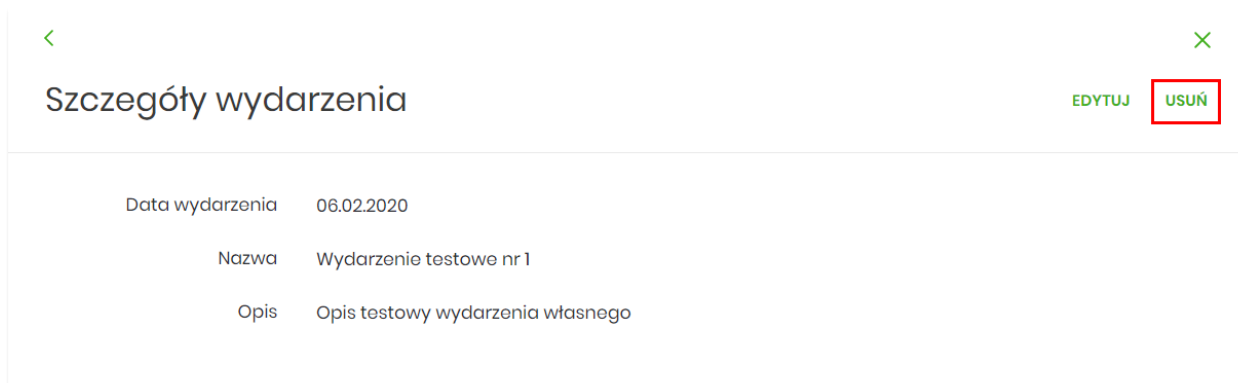 Szczegóły wydarzenia
EDYTUJ USUŃ
Data wydarzenia 06.02.2020
Nazwa Wydarzenie testowe nr 1
Opis Opis testowy wydarzenia własnego